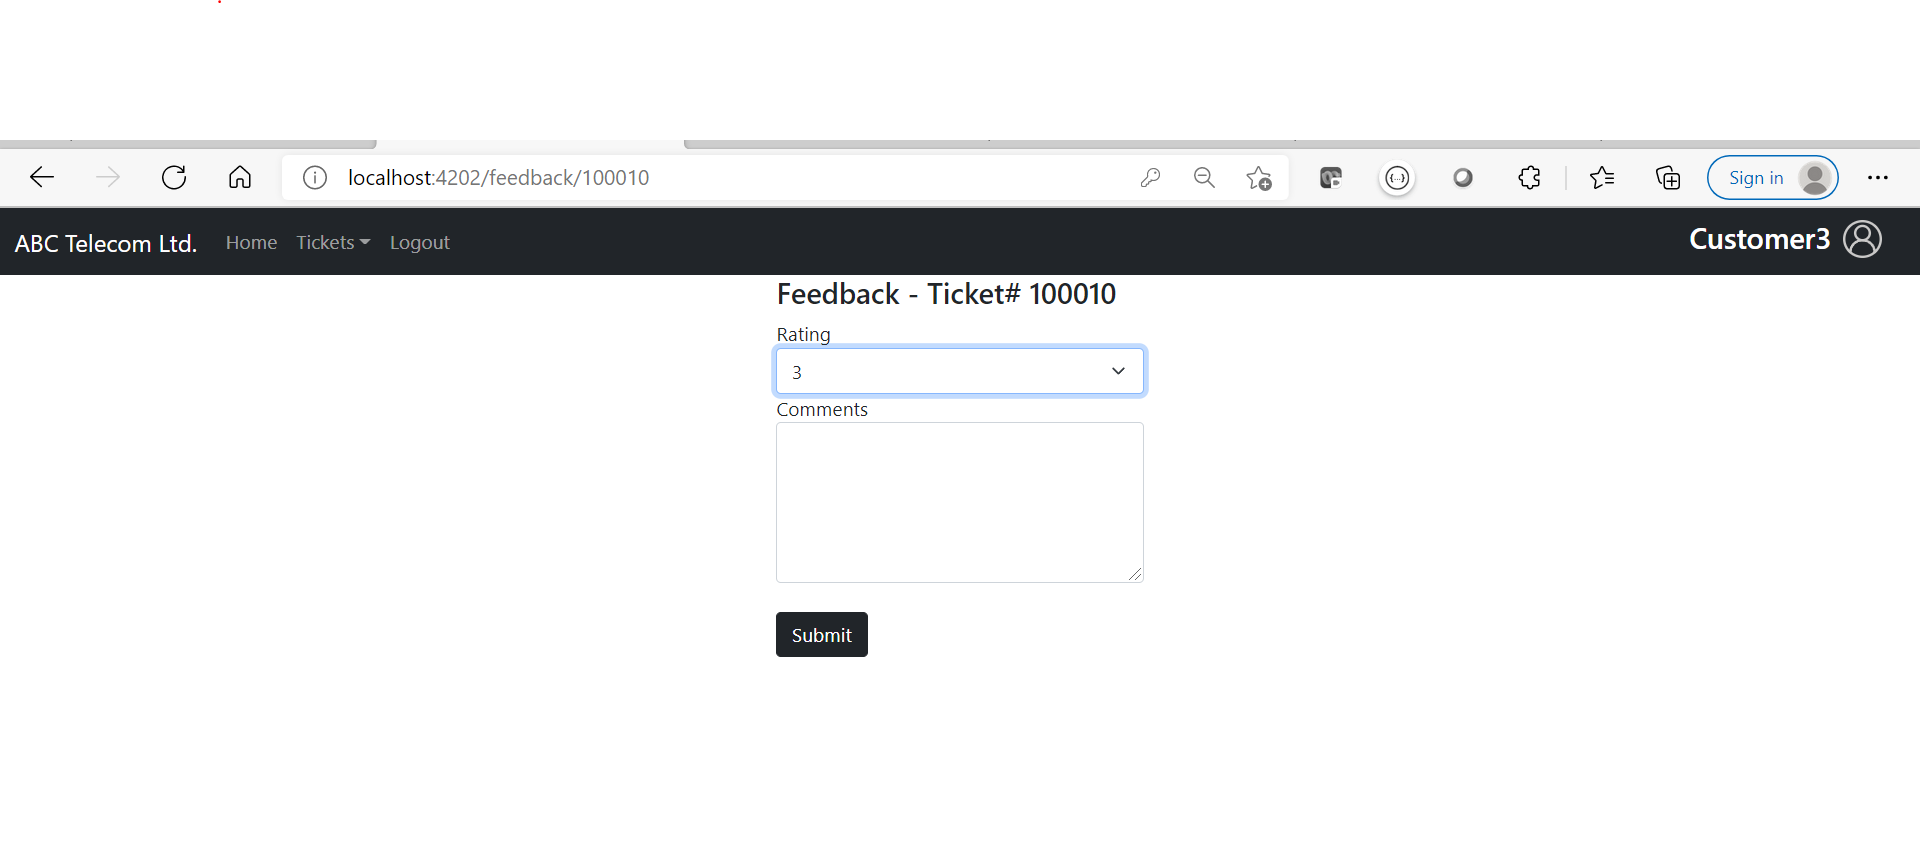 localhost:4202/feedback/100010
Sign in
ABC Telecom Ltd. Home Tickets Logout Customer3
Feedback - Ticket# 100010
Rating
3
Comments
Submit